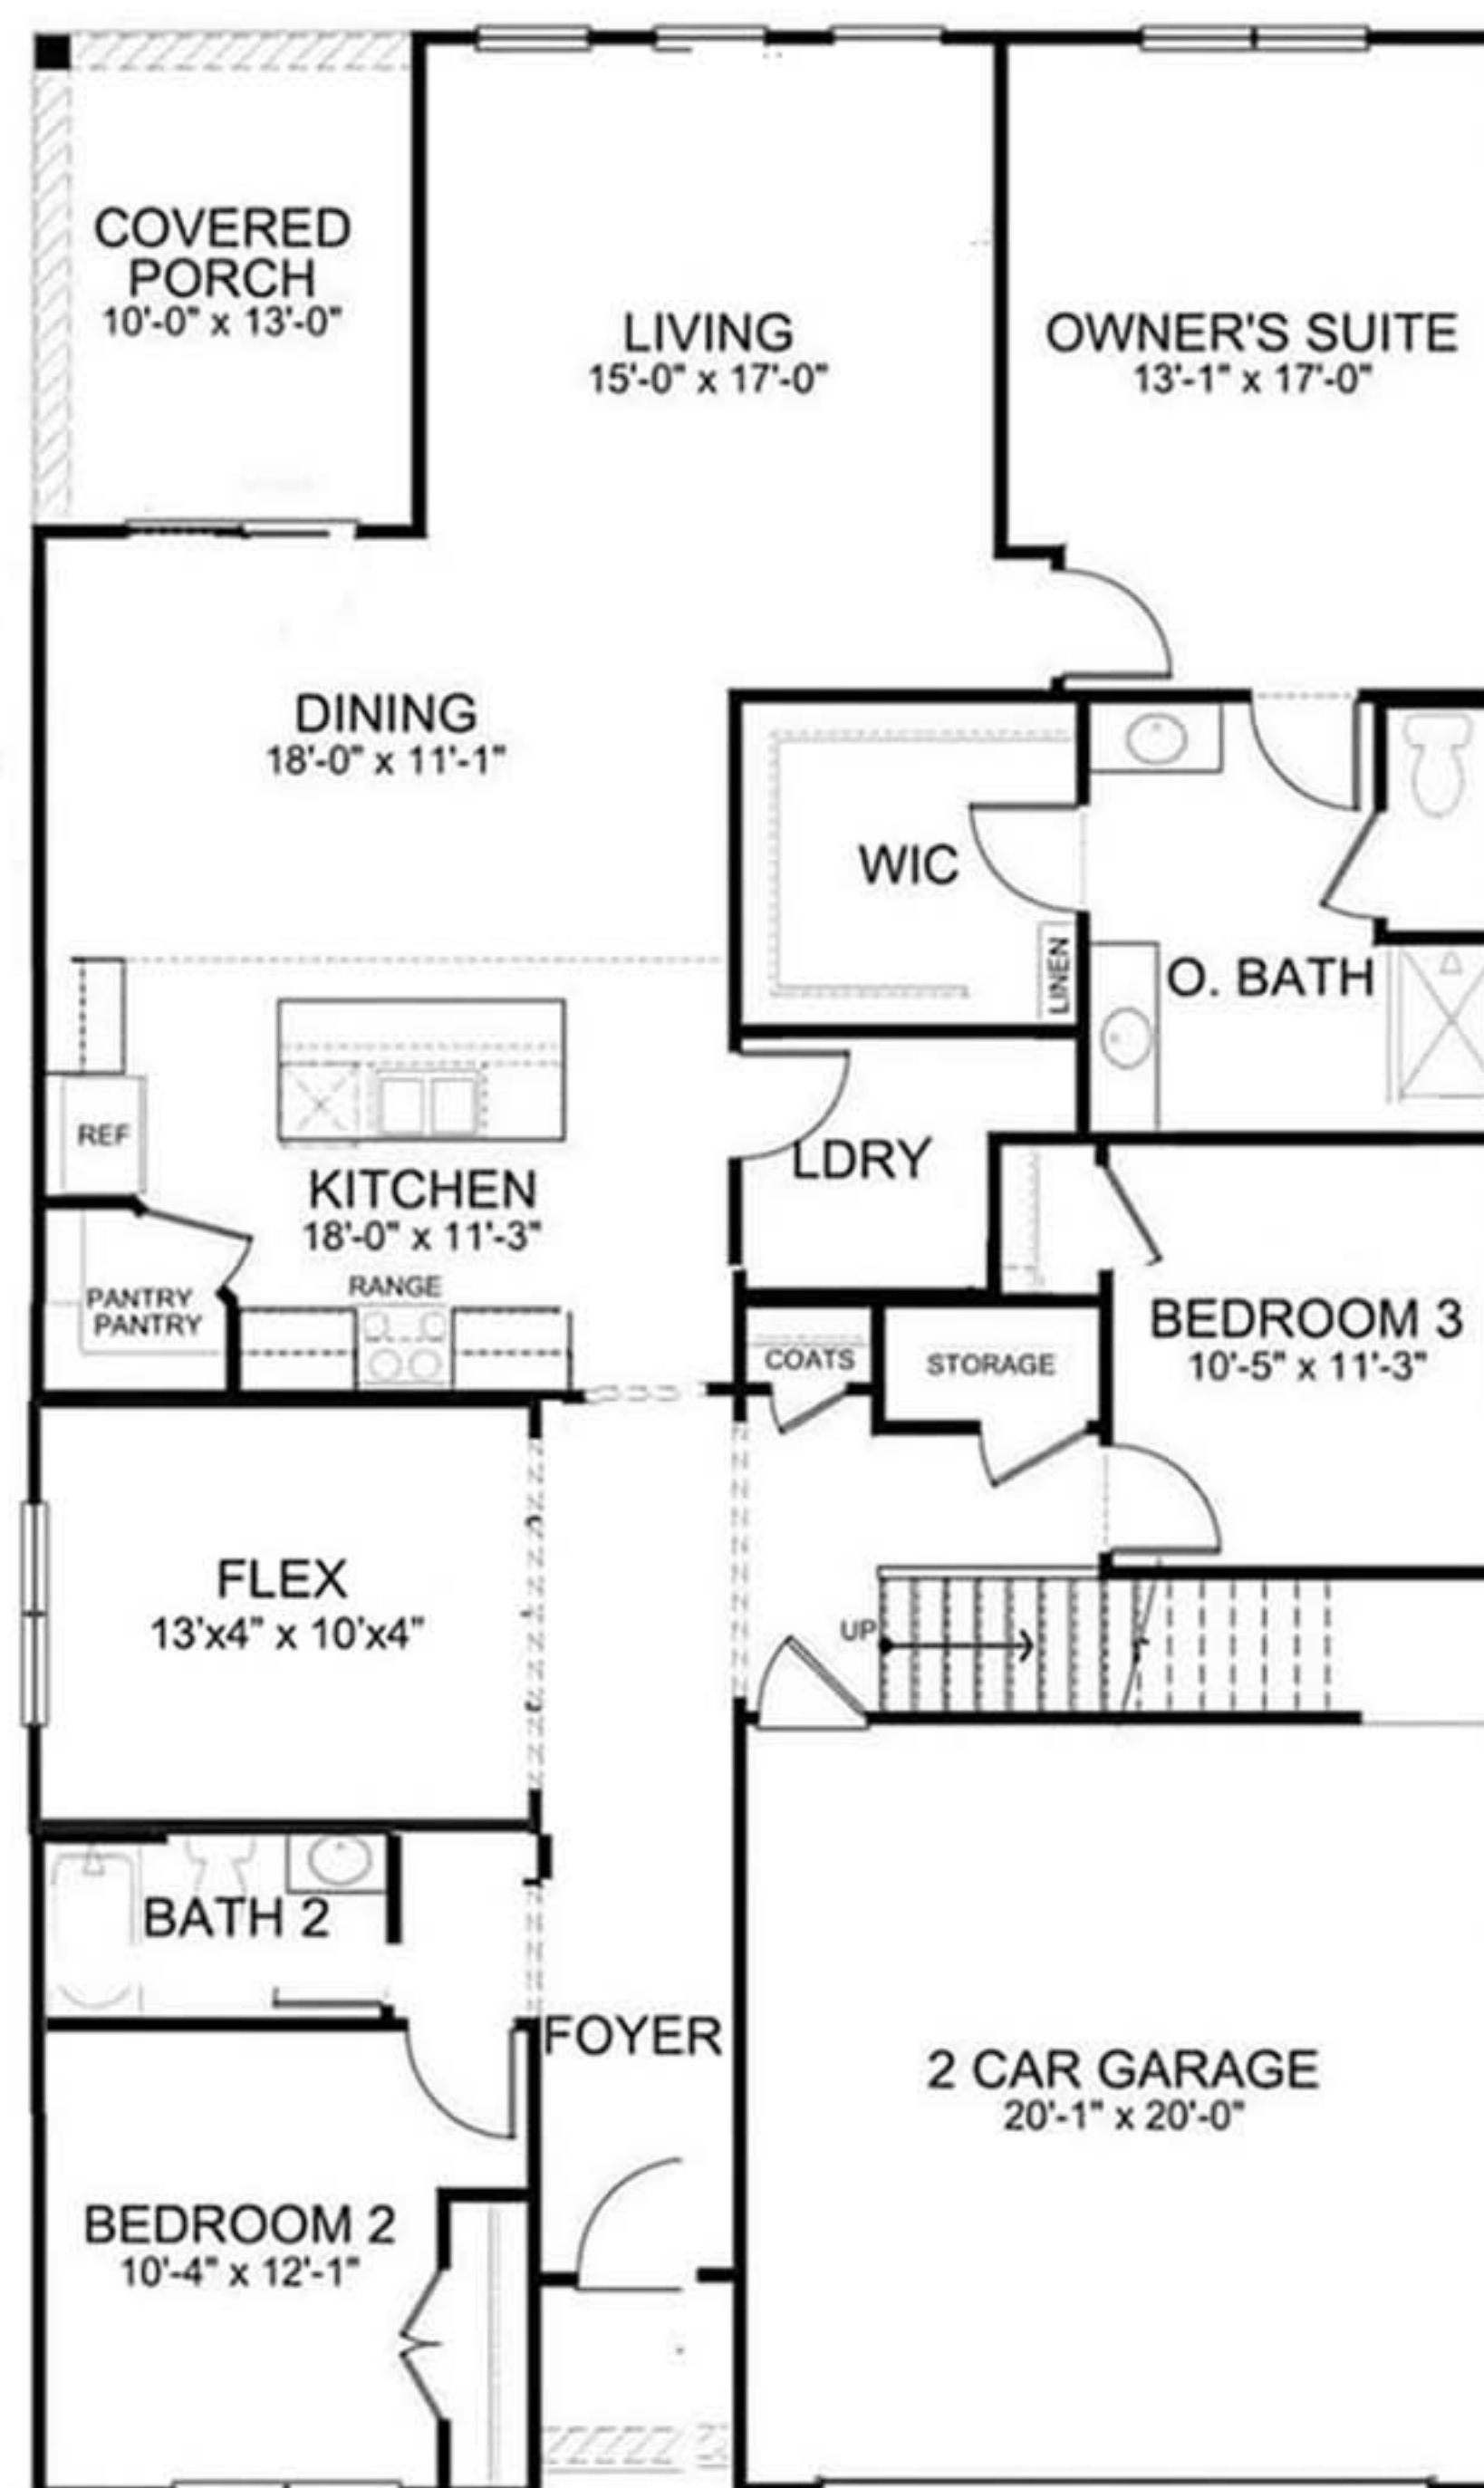 COVERED
PORCH
10'-0" x 13'-0"
LIVING
15'-0" x 17'-0"
OWNER'S SUITE
13'-1" x 17'-0"
DINING
18'-0" x 11'-1"
WIC
LINEN
O. BATH
REF
KITCHEN
18'-0" x 11'-3"
RANGE
LDRY
PANTRY
PANTRY
COATS
STORAGE
BEDROOM 3
10'-5" x 11'-3"
FLEX
13'x4" x 10'x4"
UP
BATH 2
FOYER
2 CAR GARAGE
20'-1" x 20'-0"
BEDROOM 2
10'-4" x 12'-1"